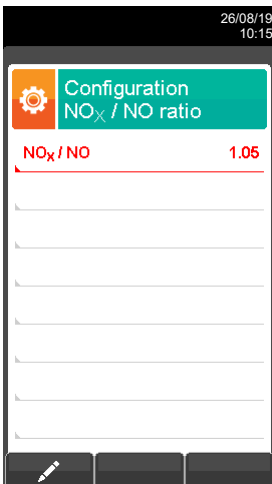 26/08/19
10:15
Configuration
NOX / NO ratio
NOX / NO 1.05